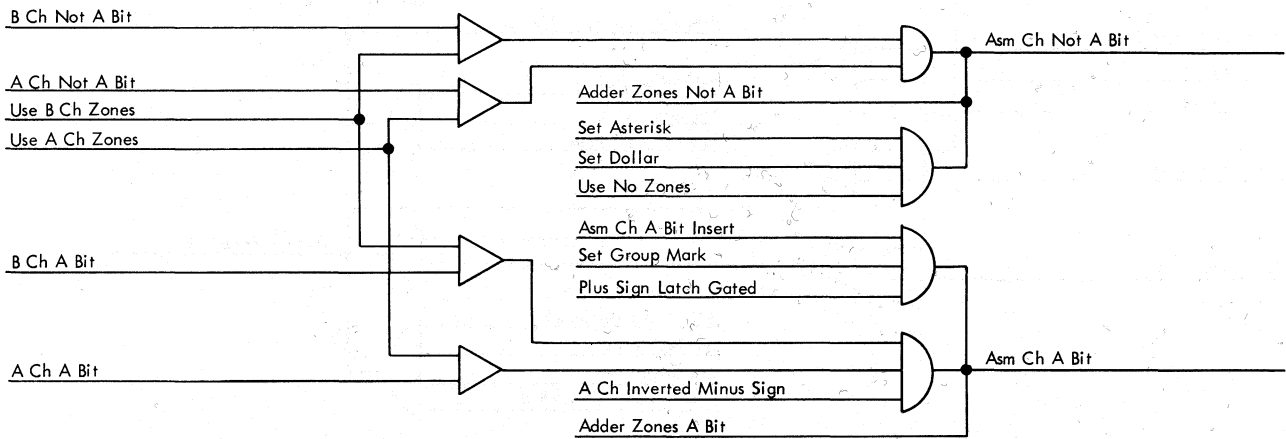 B Ch Not A Bit
Asm Ch Not A Bit
A Ch Not A Bit
Adder Zones Not A Bit
Use B Ch Zones
Use A Ch Zones
Set Asterisk
Set Dollar
Use No Zones
Asm Ch A Bit Insert
B Ch A Bit
Set Group Mark
Plus Sign Latch Gated
Asm Ch A Bit
A Ch A Bit
A Ch Inverted Minus Sign
Adder Zones A Bit